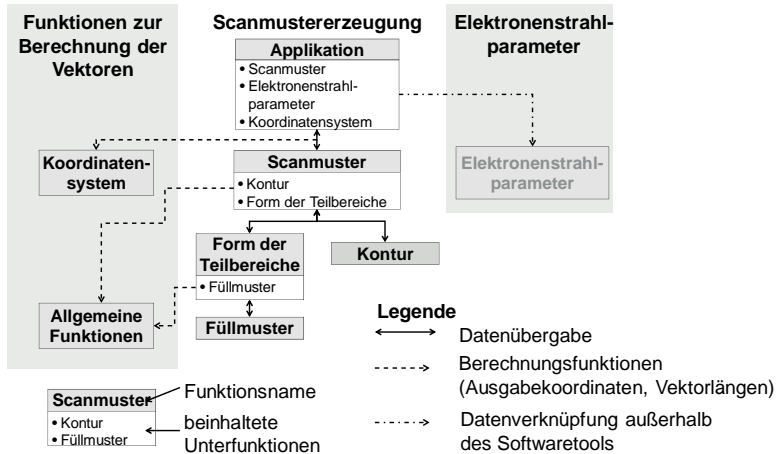 Funktionen zur
Berechnung der
Vektoren
Scanmustererzeugung
Elektronenstrahl-
parameter
Applikation
• Scanmuster
• Elektronenstrahl-
parameter
• Koordinatensystem
Koordinaten-
system
Scanmuster
• Kontur
• Form der Teilbereiche
Elektronenstrahl-
parameter
Form der
Teilbereiche
• Füllmuster
Kontur
Allgemeine
Funktionen
Füllmuster
Legende
Datenübergabe
Berechnungsfunktionen
(Ausgabekoordinaten, Vektorlängen)
Datenverknüpfung außerhalb
des Softwaretools
Scanmuster
• Kontur
• Füllmuster
Funktionsname
beinhaltete
Unterfunktionen